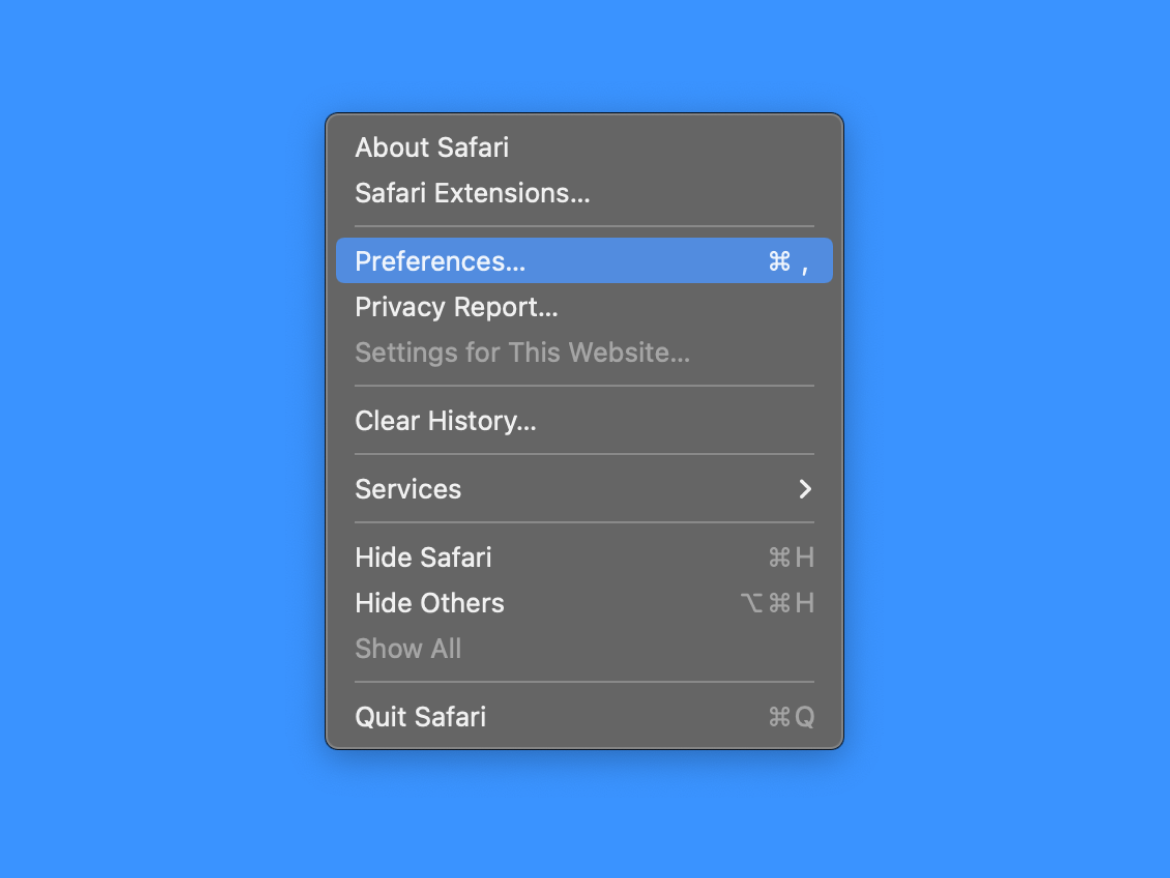 About Safari
Safari Extensions...
Preferences... ⌘ ,
Privacy Report...
Settings for This Website...
Clear History...
Services
Hide Safari ⌘H
Hide Others ⌥⌘H
Show All
Quit Safari ⌘Q